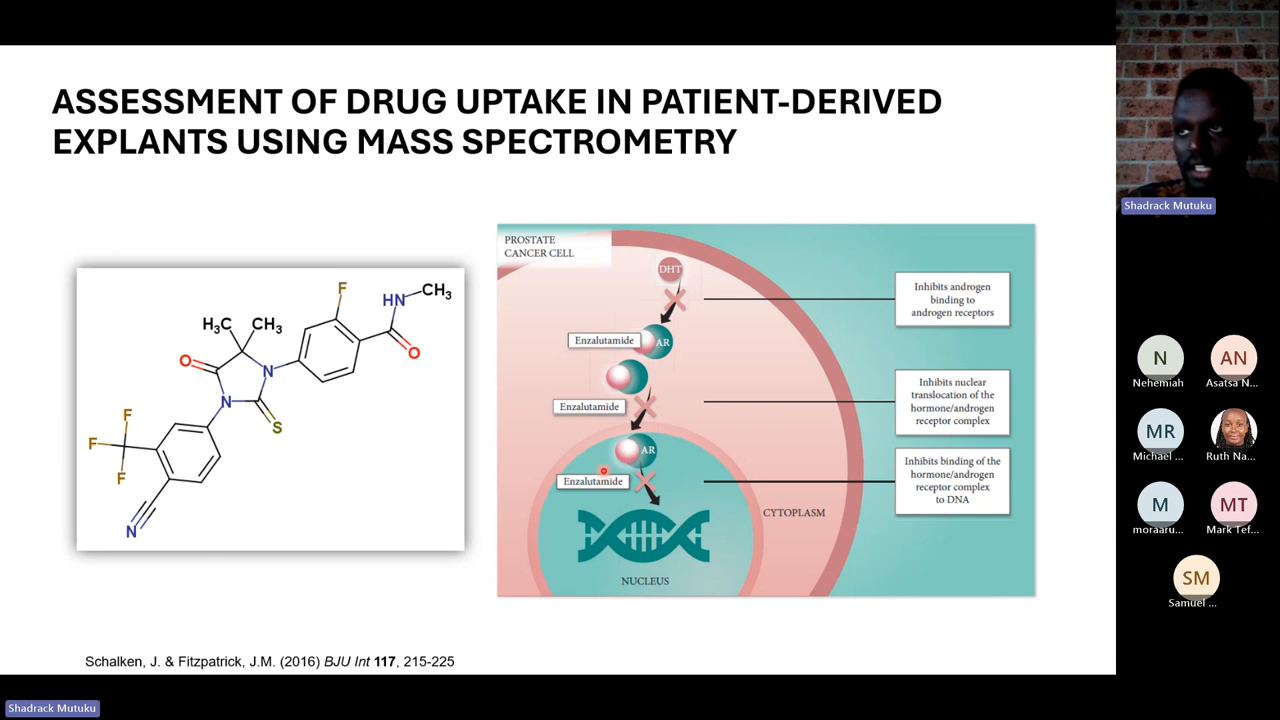 ASSESSMENT OF DRUG UPTAKE IN PATIENT-DERIVED
EXPLANTS USING MASS SPECTROMETRY
F
HN
CH₃
O
H₃C
CH₃
O
N
N
S
F
F
F
N
PROSTATE
CANCER CELL
DHT
Inhibits androgen
binding to
androgen receptors
Enzalutamide
AR
Inhibits nuclear
translocation of the
hormone/androgen
receptor complex
Enzalutamide
AR
Enzalutamide
Inhibits binding of the
hormone/androgen
receptor complex
to DNA
CYTOPLASM
NUCLEUS
Schalken, J. & Fitzpatrick, J.M. (2016) BJU Int 117, 215-225
Shadrack Mutuku
N
Nehemiah
AN
Asatsa N...
MR
Michael ...
Ruth Na...
M
moraaru...
MT
Mark Tef...
SM
Samuel ...
Shadrack Mutuku